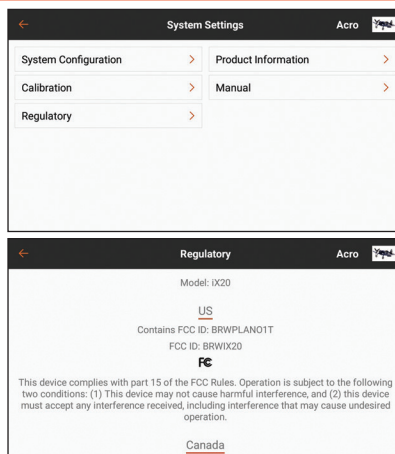 System Settings
Acro
System Configuration
Product Information
Calibration
Manual
Regulatory
Regulatory
Acro
Model: iX20
US
Contains FCC ID: BRWPLANO1T
FCC ID: BRWIX20
FC
This device complies with part 15 of the FCC Rules. Operation is subject to the following
two conditions: (1) This device may not cause harmful interference, and (2) this device
must accept any interference received, including interference that may cause undesired
operation.
Canada